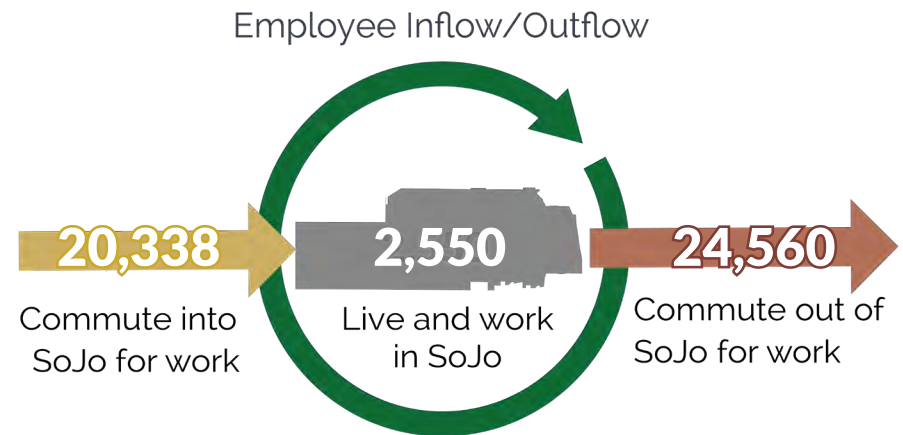 Employee Inflow/Outflow
20,338
Commute into
SoJo for work
2,550
Live and work
in SoJo
24,560
Commute out of
SoJo for work